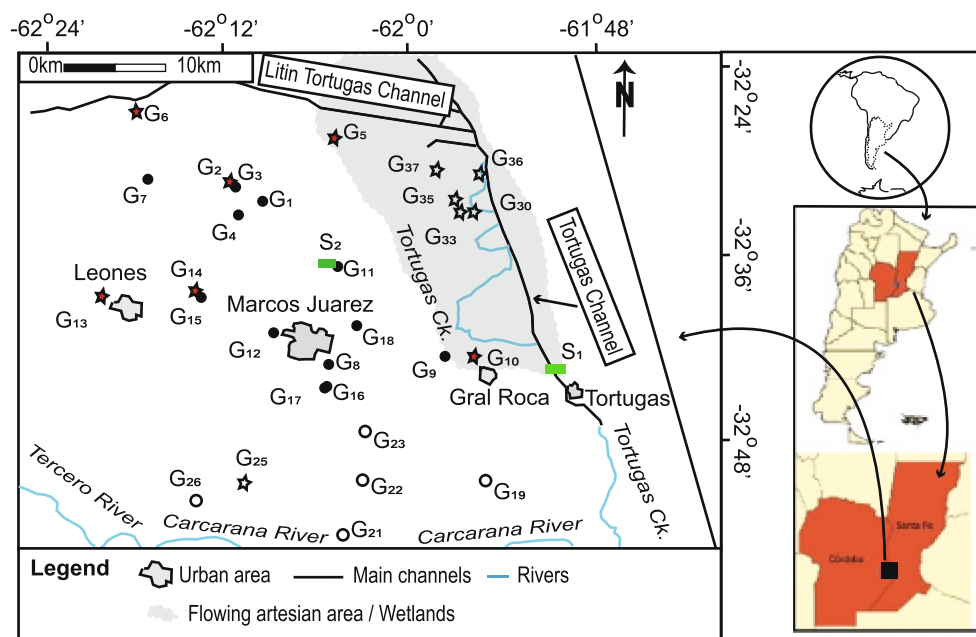 -62°24' -62°12' -62°0' -61°48'
0km 10km
Litin Tortugas Channel
N
-32°24'
G6
G5
G2 G3
G37 G36
G7
G1
G35 G30
G4
G33
S2
Tortugas Ck.
Tortugas Channel
-32°36'
G11
Leones
G14
G13
G15
Marcos Juarez
G12
G18
G8
G9
G10
S1
G17 G16
Gral Roca
Tortugas
G23
Tortugas Ck.
-32°48'
G25
G26
G22
G19
Tercero River
Carcarana River
G21
Carcarana River
Santa Fe
Córdoba
Legend
Urban area
Main channels
Rivers
Flowing artesian area / Wetlands